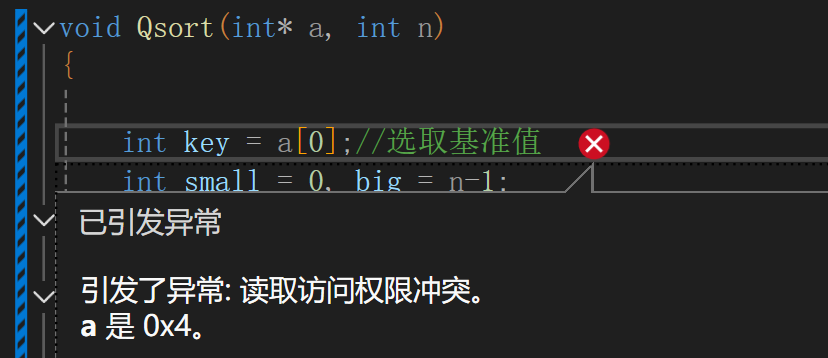 void Qsort(int* a, int n)
{
int key = a[0];//选取基准值
int small = 0, big = n-1;
已引发异常
引发了异常: 读取访问权限冲突。
a 是 0x4。